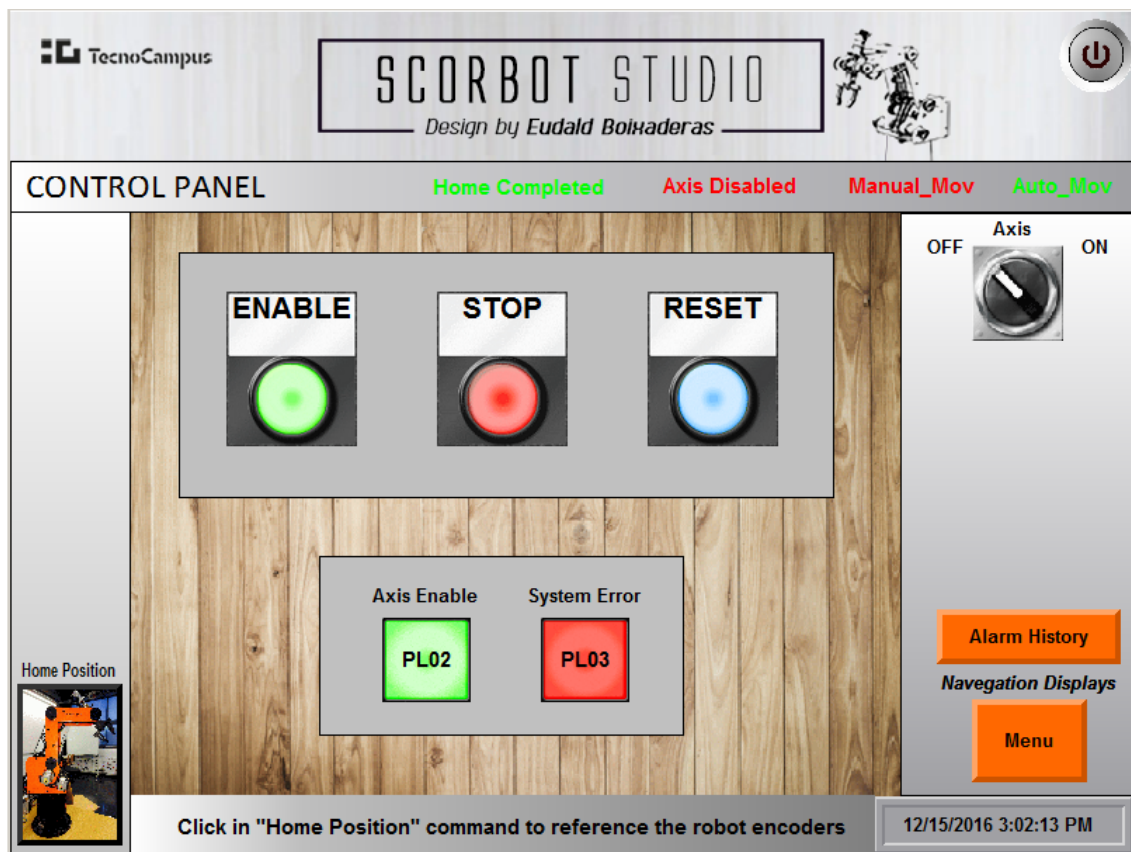 TecnoCampus
SCORBOT STUDIO
Design by Eudald Boixaderas
CONTROL PANEL
Home Completed
Axis Disabled
Manual_Mov
Auto_Mov
Axis
OFF
ON
ENABLE
STOP
RESET
Axis Enable
System Error
PL02
PL03
Alarm History
Navegation Displays
Menu
Home Position
Click in "Home Position" command to reference the robot encoders
12/15/2016 3:02:13 PM